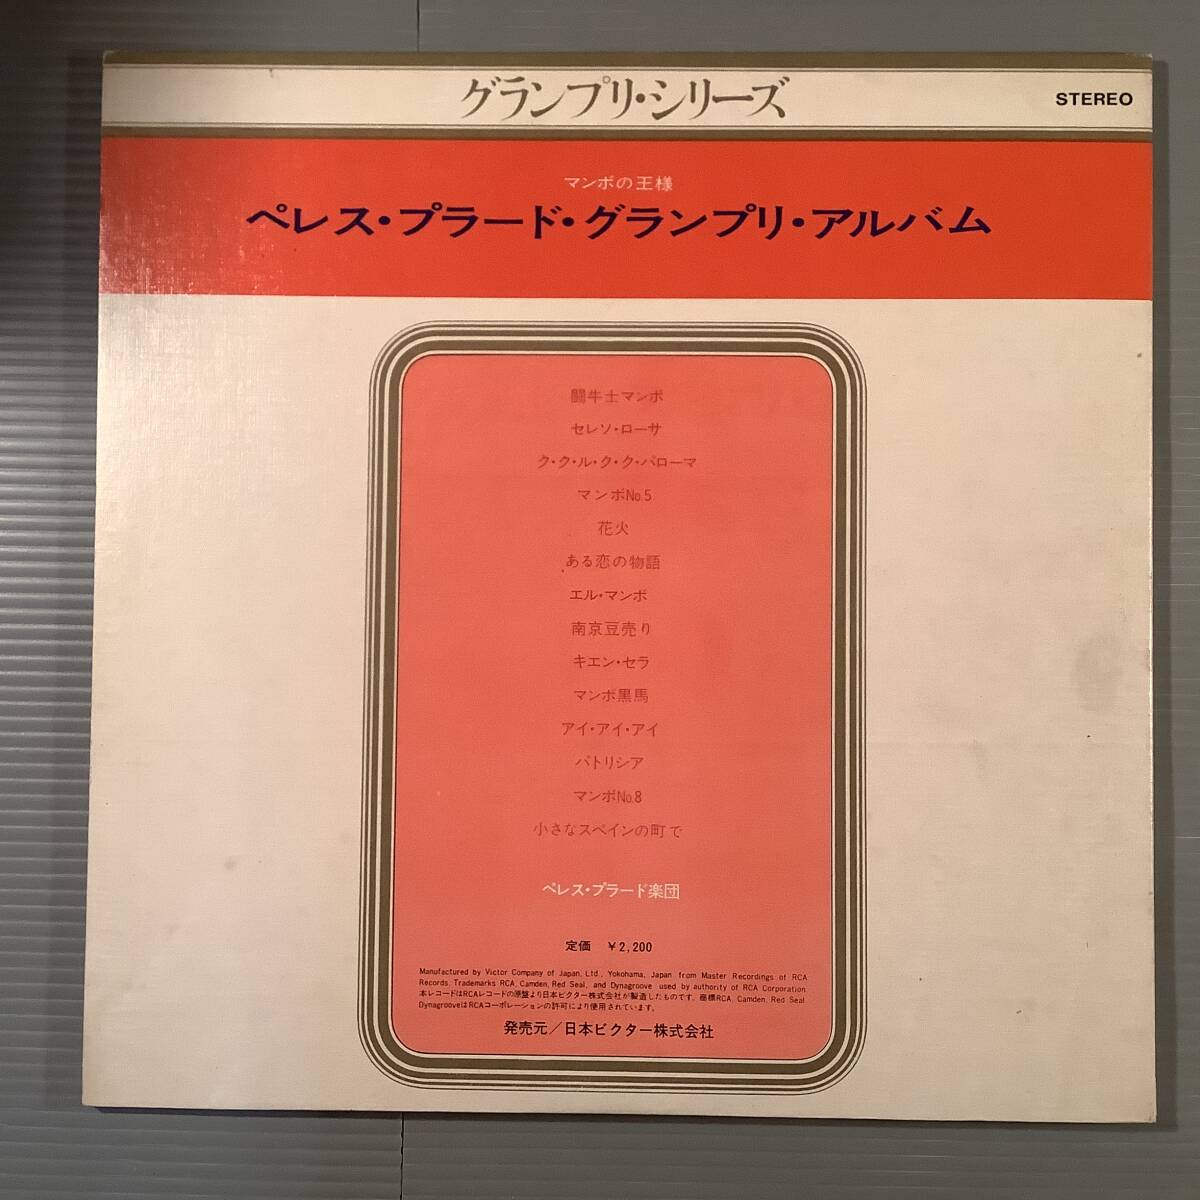 グランプリ・シリーズ
STEREO
マンボの王様
ペレス・プラード・グランプリ・アルバム
闘牛士マンボ
セレソ・ローサ
ク・ク・ル・ク・ク・パローマ
マンボNo.5
花火
ある恋の物語
エル・マンボ
南京豆売り
キエン・セラ
マンボ黒馬
アイ・アイ・アイ
パトリシア
マンボNo.8
小さなスペインの町で
ペレス・プラード楽団
定価 ￥2,200
Manufactured by Victor Company of Japan, Ltd., Yokohama, Japan from Master Recordings of RCA
Records. Trademarks RCA, Camden, Red Seal, and Dynagroove used by authority of RCA Corporation.
本レコードはRCAレコードの原盤より日本ビクター株式会社が製造したものです。商標RCA, Camden, Red Seal
DynagrooveはRCAコーポレーションの許可により使用されています。
発売元／日本ビクター株式会社